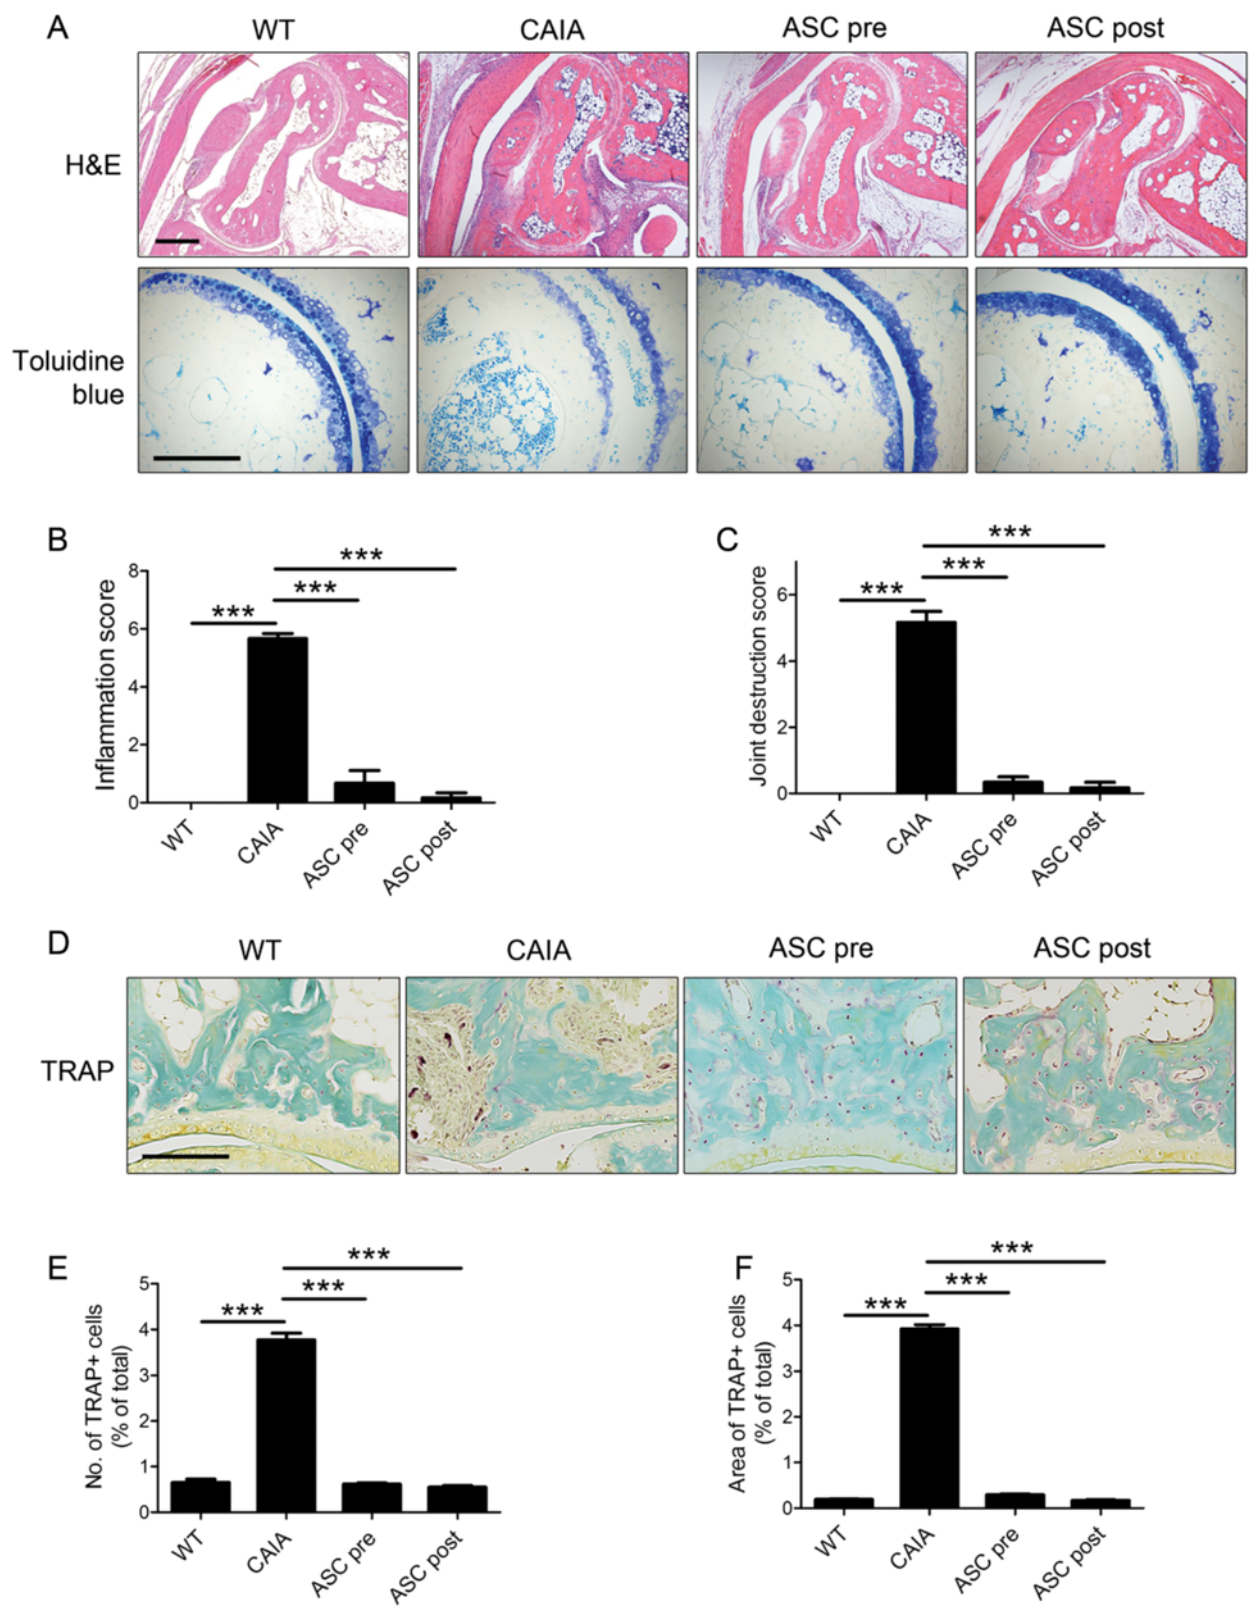 A
WT
CAIA
ASC pre
ASC post
H&E
Toluidine
blue
B
Inflammation score
8
6
4
2
0
***
***
***
WT
CAIA
ASC pre
ASC post
C
Joint destruction score
6
4
2
0
***
***
***
WT
CAIA
ASC pre
ASC post
D
WT
CAIA
ASC pre
ASC post
TRAP
E
No. of TRAP+ cells
(% of total)
5
4
3
2
1
0
***
***
***
WT
CAIA
ASC pre
ASC post
F
Area of TRAP+ cells
(% of total)
5
4
3
2
1
0
***
***
***
WT
CAIA
ASC pre
ASC post